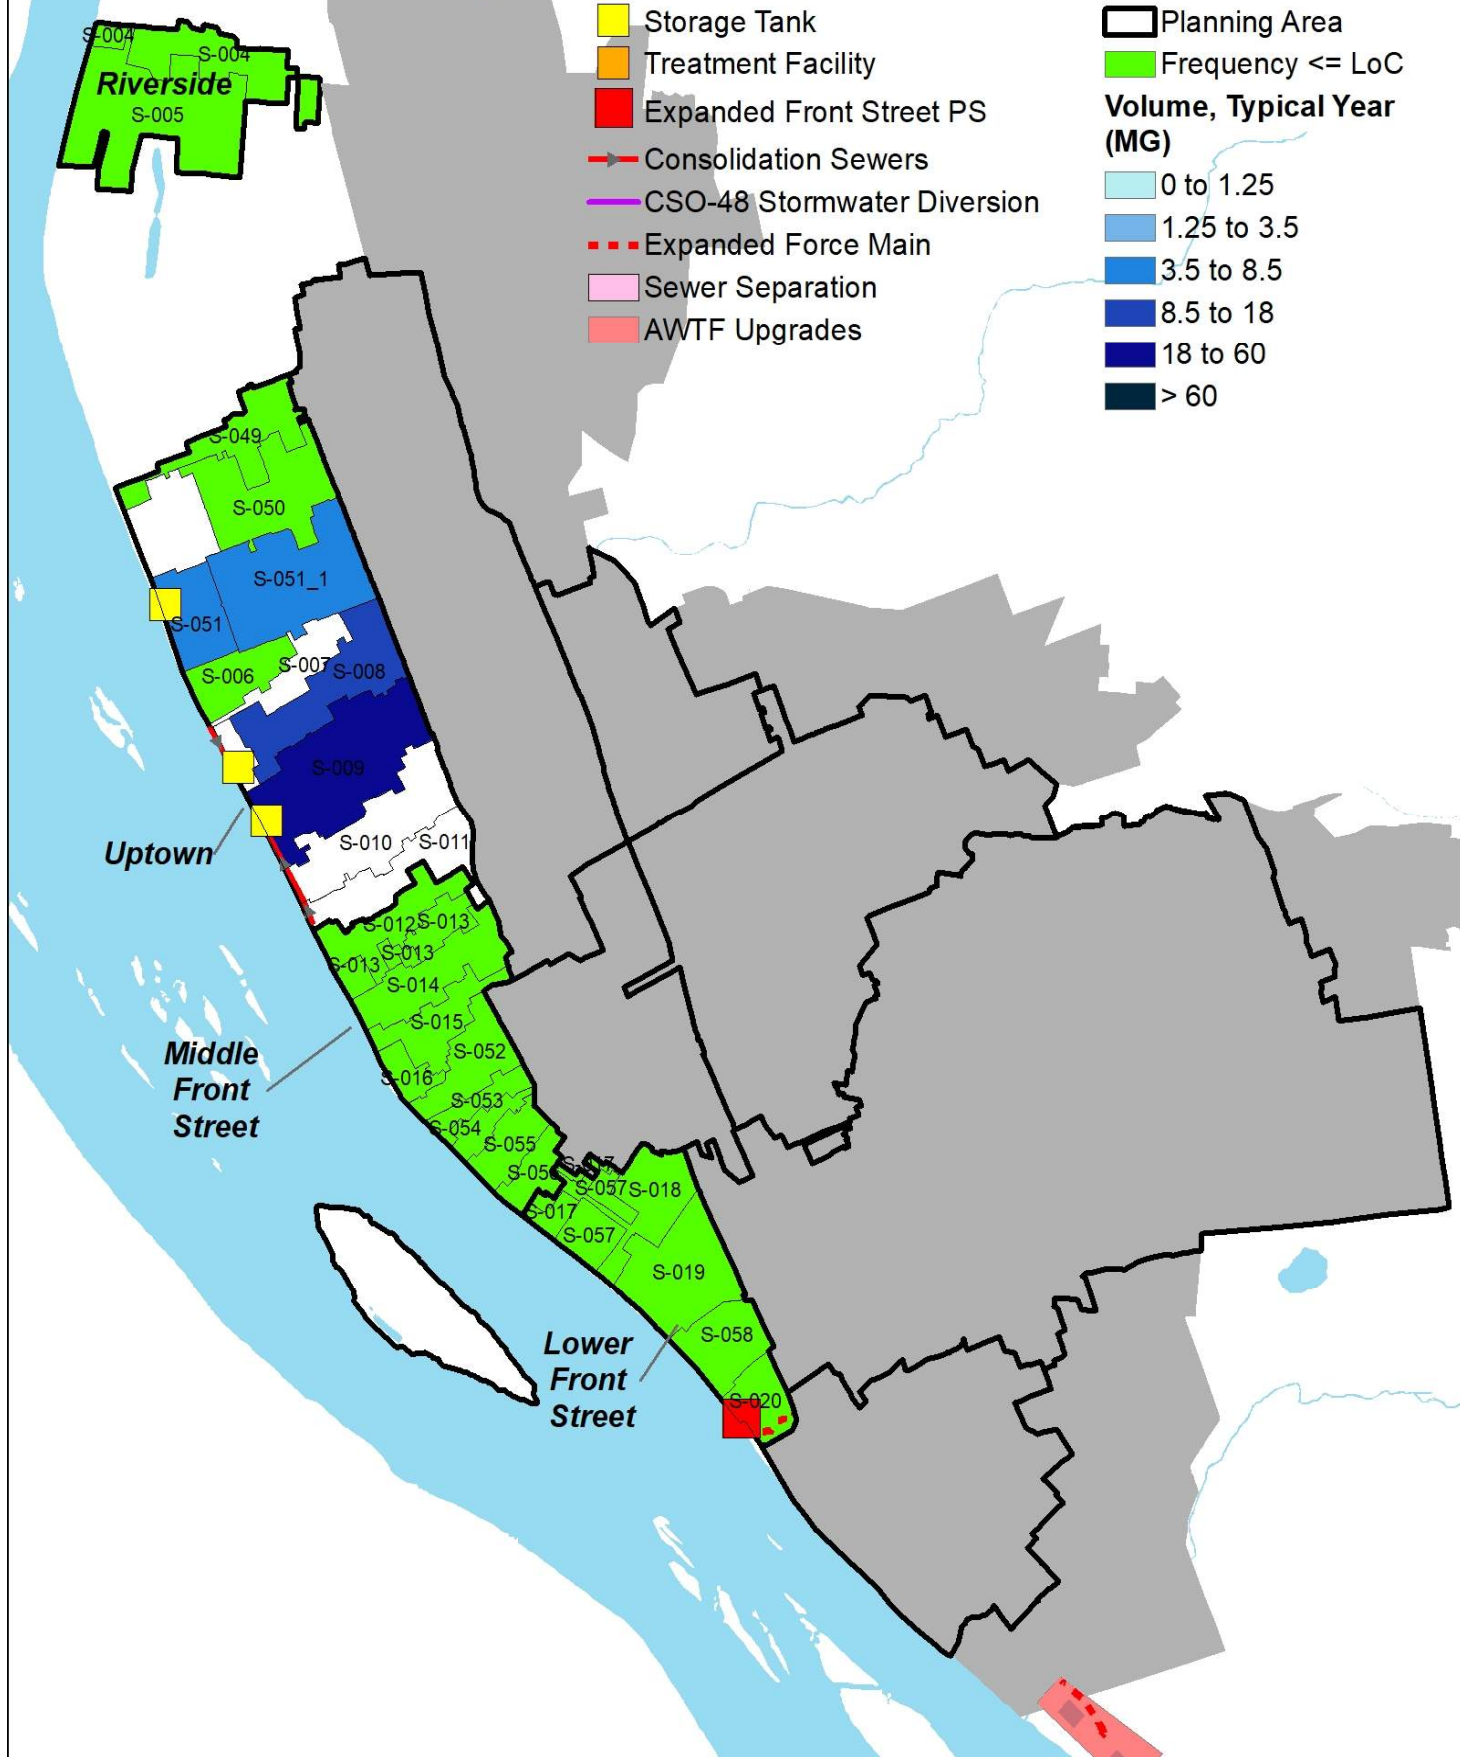 Storage Tank
Treatment Facility
Expanded Front Street PS
Consolidation Sewers
CSO-48 Stormwater Diversion
Expanded Force Main
Sewer Separation
AWTF Upgrades
Planning Area
Frequency <= LoC
Volume, Typical Year
(MG)
0 to 1.25
1.25 to 3.5
3.5 to 8.5
8.5 to 18
18 to 60
> 60
S-004
S-004
Riverside
S-005
S-049
S-050
S-051_1
S-051
S-006
S-007
S-008
S-009
Uptown
S-010
S-011
S-012
S-013
S-013
S-013
S-014
S-015
S-052
S-016
S-053
S-054
S-055
Middle
Front
Street
S-017
S-057
S-018
S-017
S-057
S-019
S-058
S-020
Lower
Front
Street